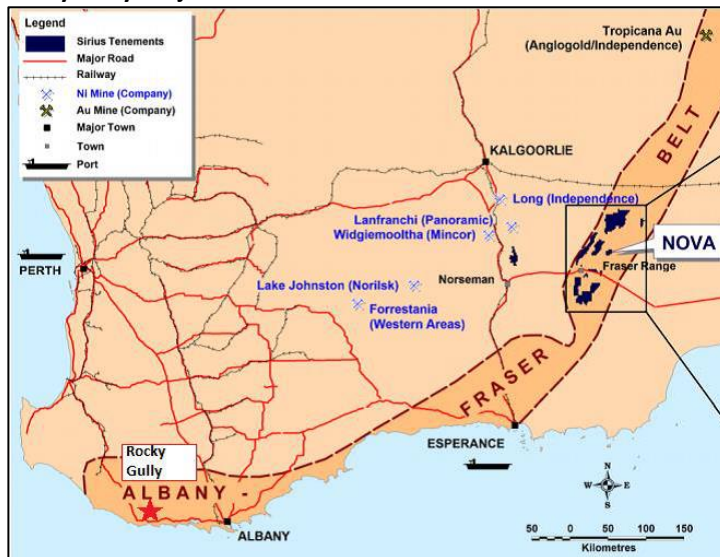 Legend
Sirius Tenements
Major Road
Railway
Ni Mine (Company)
Au Mine (Company)
Major Town
Town
Port
Tropicana Au
(Anglogold/Independence)
BELT
KALGOORLIE
Long (Independence)
Lanfranchi (Panoramic)
Widgiemooltha (Mincor)
NOVA
PERTH
Fraser Range
Norseman
Lake Johnston (Norilsk)
Forrestania
(Western Areas)
FRASER
ESPERANCE
Rocky
Gully
ALBANY -
ALBANY
N
W E
S
50 0 50 100 150
Kilometres